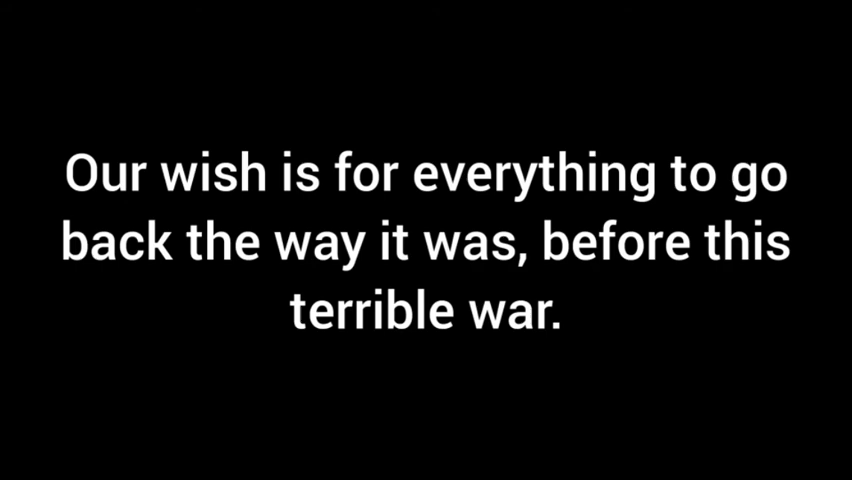 Our wish is for everything to go
back the way it was, before this
terrible war.